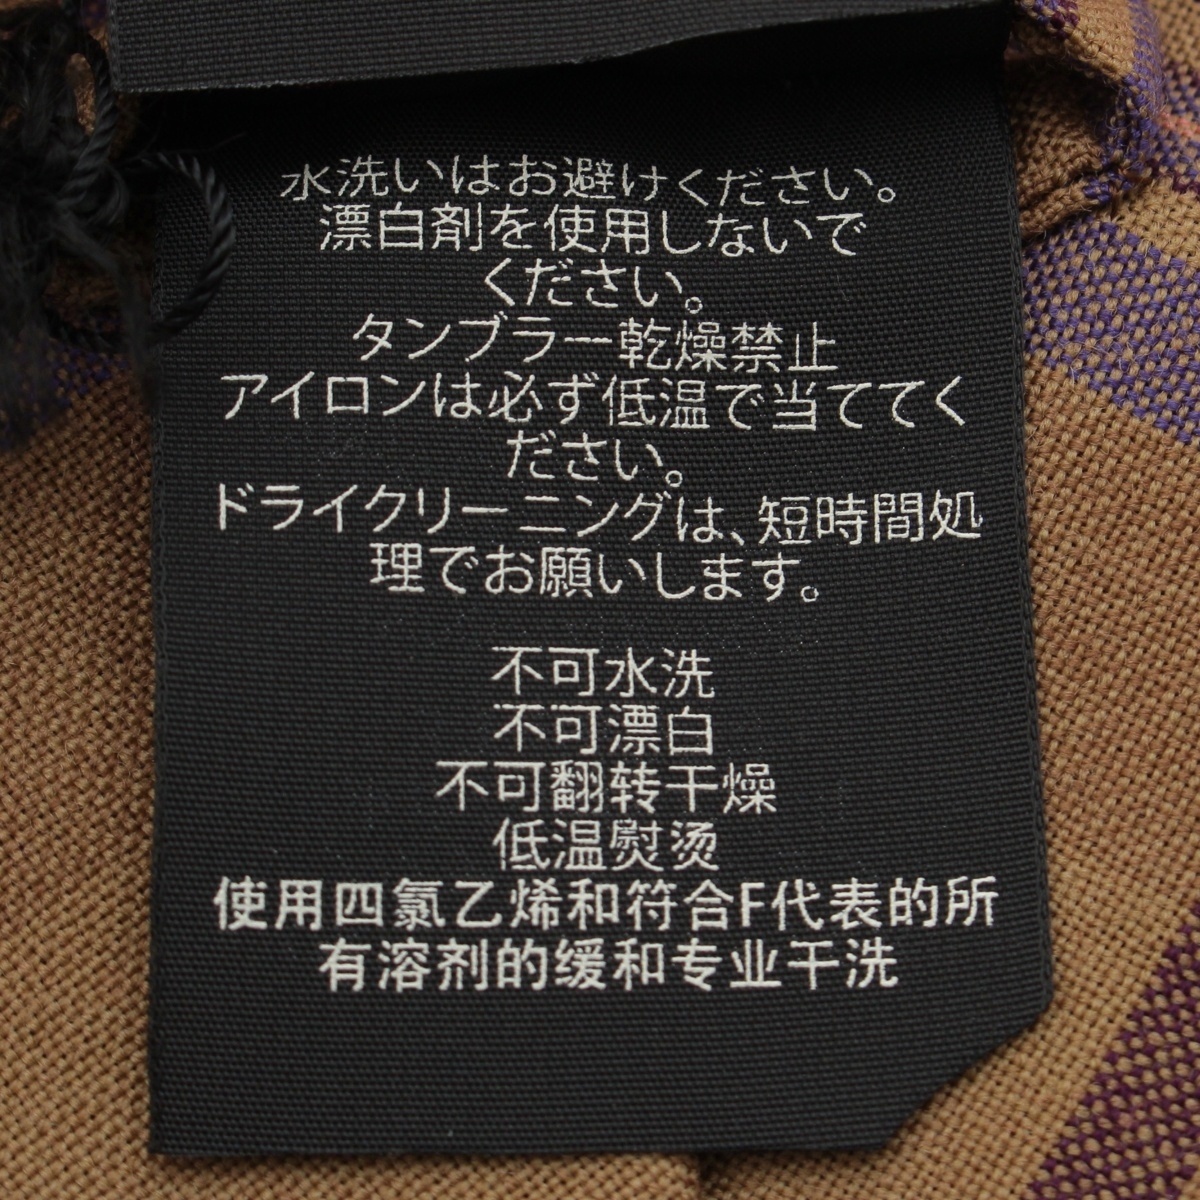 水洗いはお避けください。
漂白剤を使用しないで
ください。
タンブラー乾燥禁止
アイロンは必ず低温で当ててく
ださい。
ドライクリーニングは、短時間処
理でお願いします。
不可水洗
不可漂白
不可翻转干燥
低温熨烫
使用四氯乙烯和符合F代表的所
有溶剂的缓和专业干洗